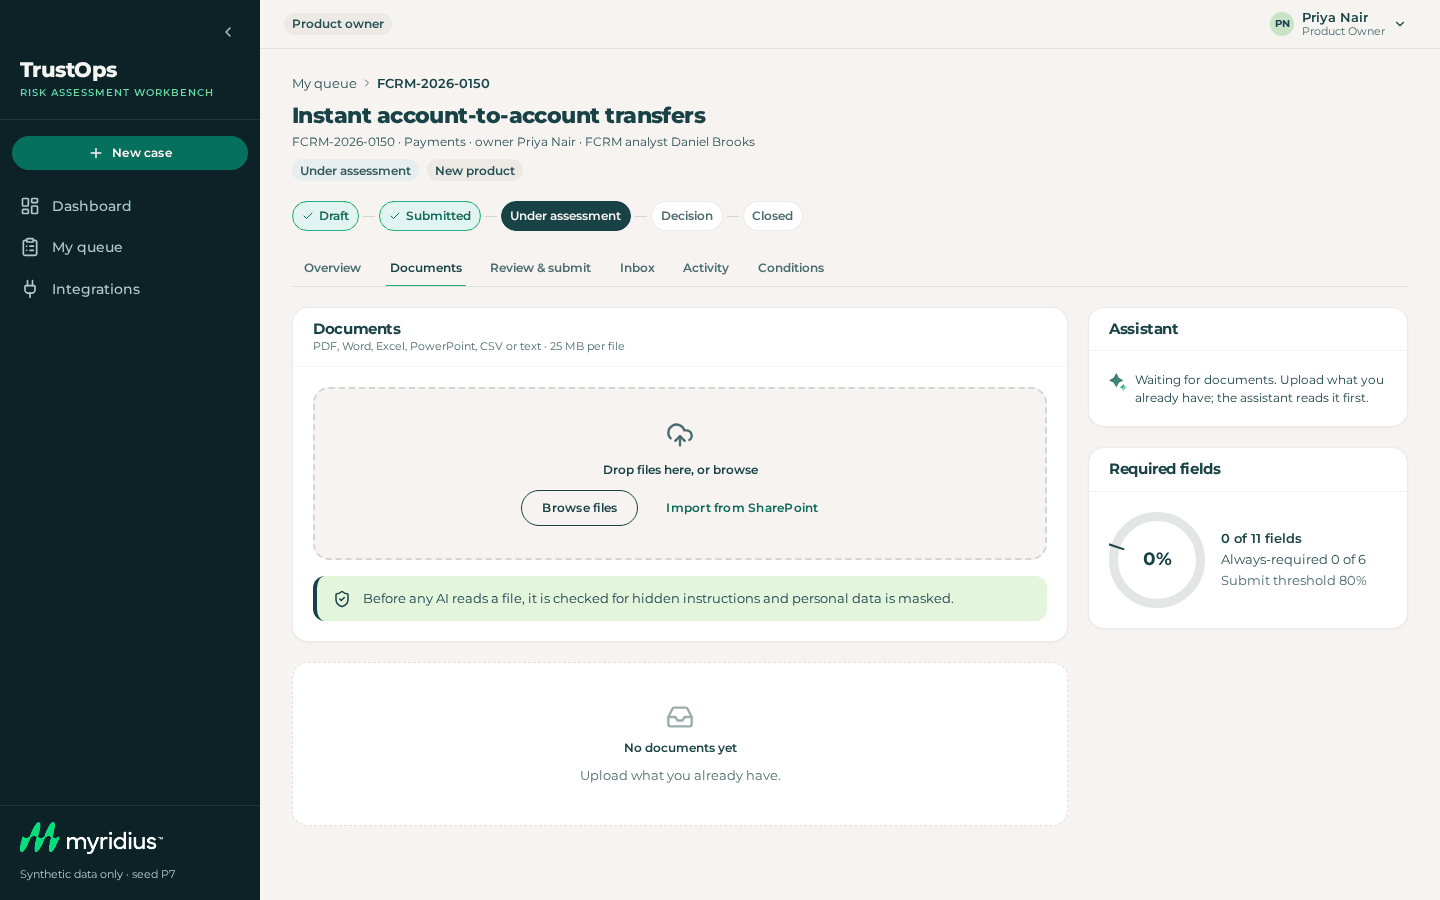 Product owner
PN
Priya Nair
Product Owner
TrustOps
RISK ASSESSMENT WORKBENCH
New case
Dashboard
My queue
Integrations
myridius™
Synthetic data only · seed P7
My queue
FCRM-2026-0150
Instant account-to-account transfers
FCRM-2026-0150 · Payments · owner Priya Nair · FCRM analyst Daniel Brooks
Under assessment
New product
Draft
Submitted
Under assessment
Decision
Closed
Overview
Documents
Review & submit
Inbox
Activity
Conditions
Documents
PDF, Word, Excel, PowerPoint, CSV or text · 25 MB per file
Drop files here, or browse
Browse files
Import from SharePoint
Before any AI reads a file, it is checked for hidden instructions and personal data is masked.
No documents yet
Upload what you already have.
Assistant
Waiting for documents. Upload what you
already have; the assistant reads it first.
Required fields
0%
0 of 11 fields
Always-required 0 of 6
Submit threshold 80%